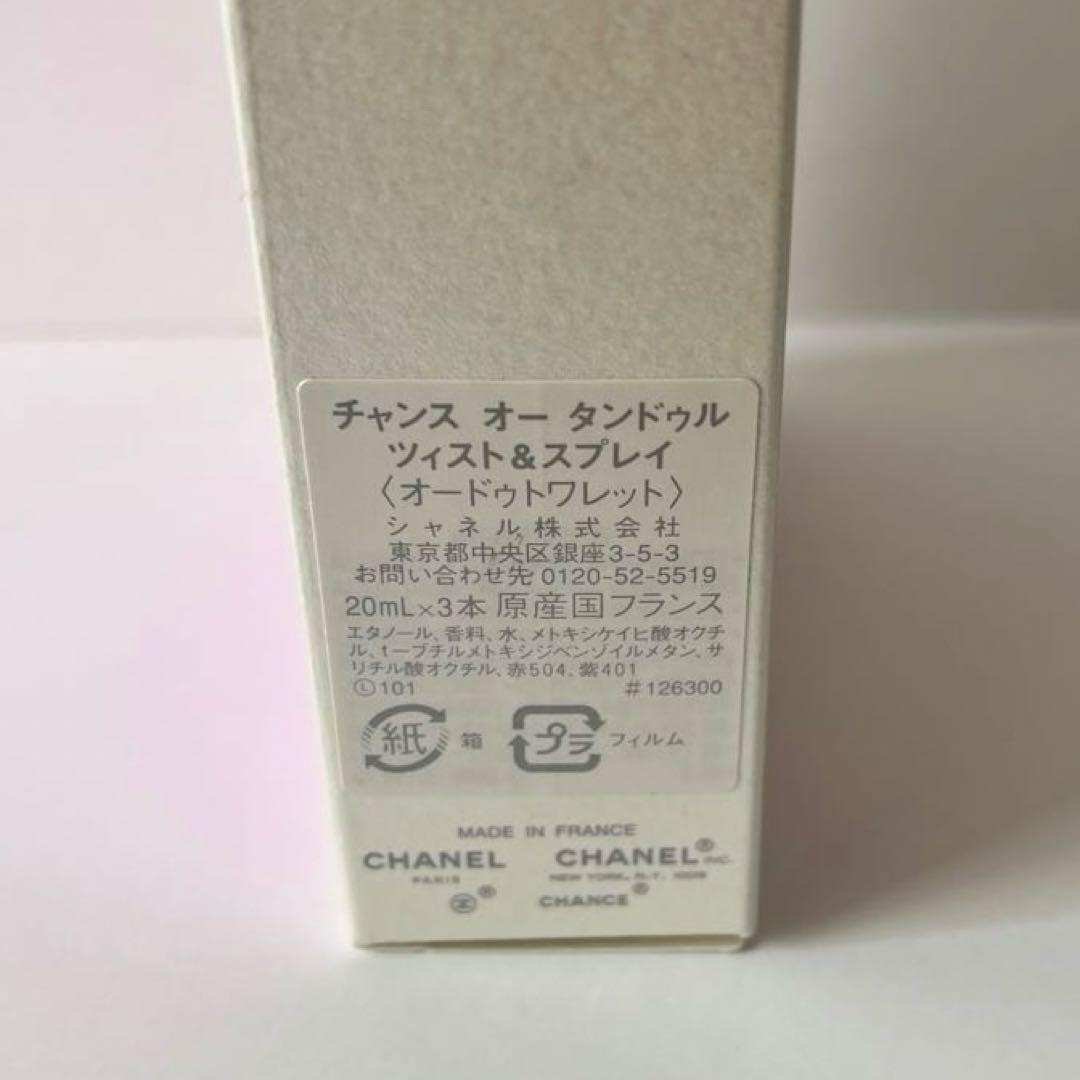 チャンス オー タンドゥル
ツィスト&スプレイ
〈オードゥトワレット〉
シャネル株式会社
東京都中央区銀座3-5-3
お問い合わせ先 0120-52-5519
20mL×3本 原産国フランス
エタノール、香料、水、メトキシケイヒ酸オクチ
ル、t-ブチルメトキシジベンゾイルメタン、サ
リチル酸オクチル、赤504、紫401
Ⓛ101 #126300
紙 箱 プラ フィルム
MADE IN FRANCE
CHANEL CHANEL® INC.
PARIS NEW YORK, N.Y.
CHANCE®